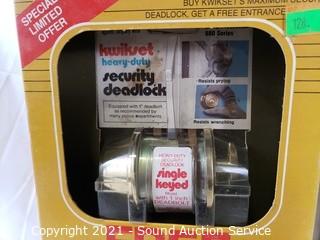 SPECIAL
LIMITED
OFFER
BUY KWIKSET'S MAXIMUM SECURI
DEADLOCK, GET A FREE ENTRANCE
kwikset
heavy-duty
security
deadlock
Equipped with 1" deadbolt
as recommended by
many police departments
680 Series
Resists prying
Resists wrenching
HEAVY-DUTY
SECURITY
DEADLOCK
single
keyed
with 1 inch
DEADBOLT
Copyright 2021 - Sound Auction Service